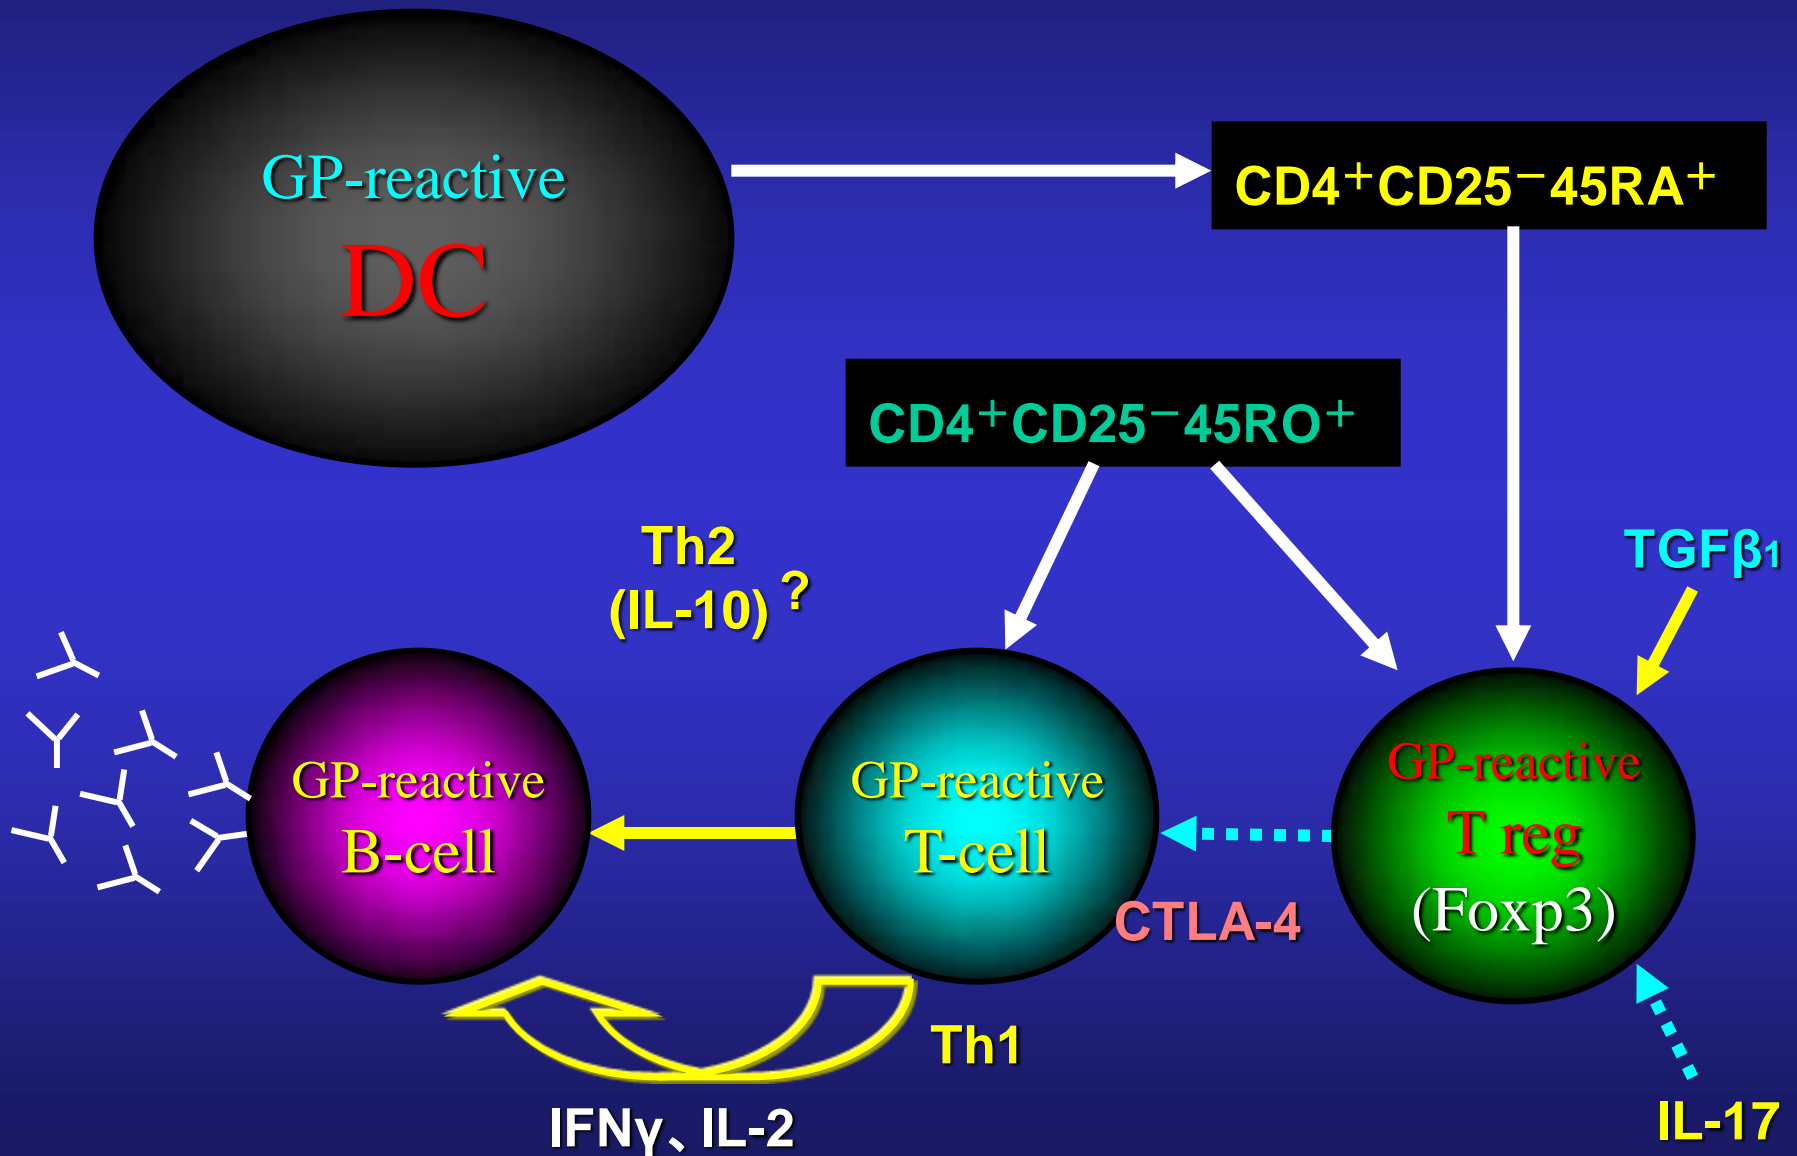 GP-reactive
DC
CD4⁺CD25⁻45RA⁺
CD4⁺CD25⁻45RO⁺
Th2
(IL-10) ?
TGFβ₁
GP-reactive
B-cell
GP-reactive
T-cell
GP-reactive
T reg
(Foxp3)
CTLA-4
Th1
IFNγ、IL-2
IL-17